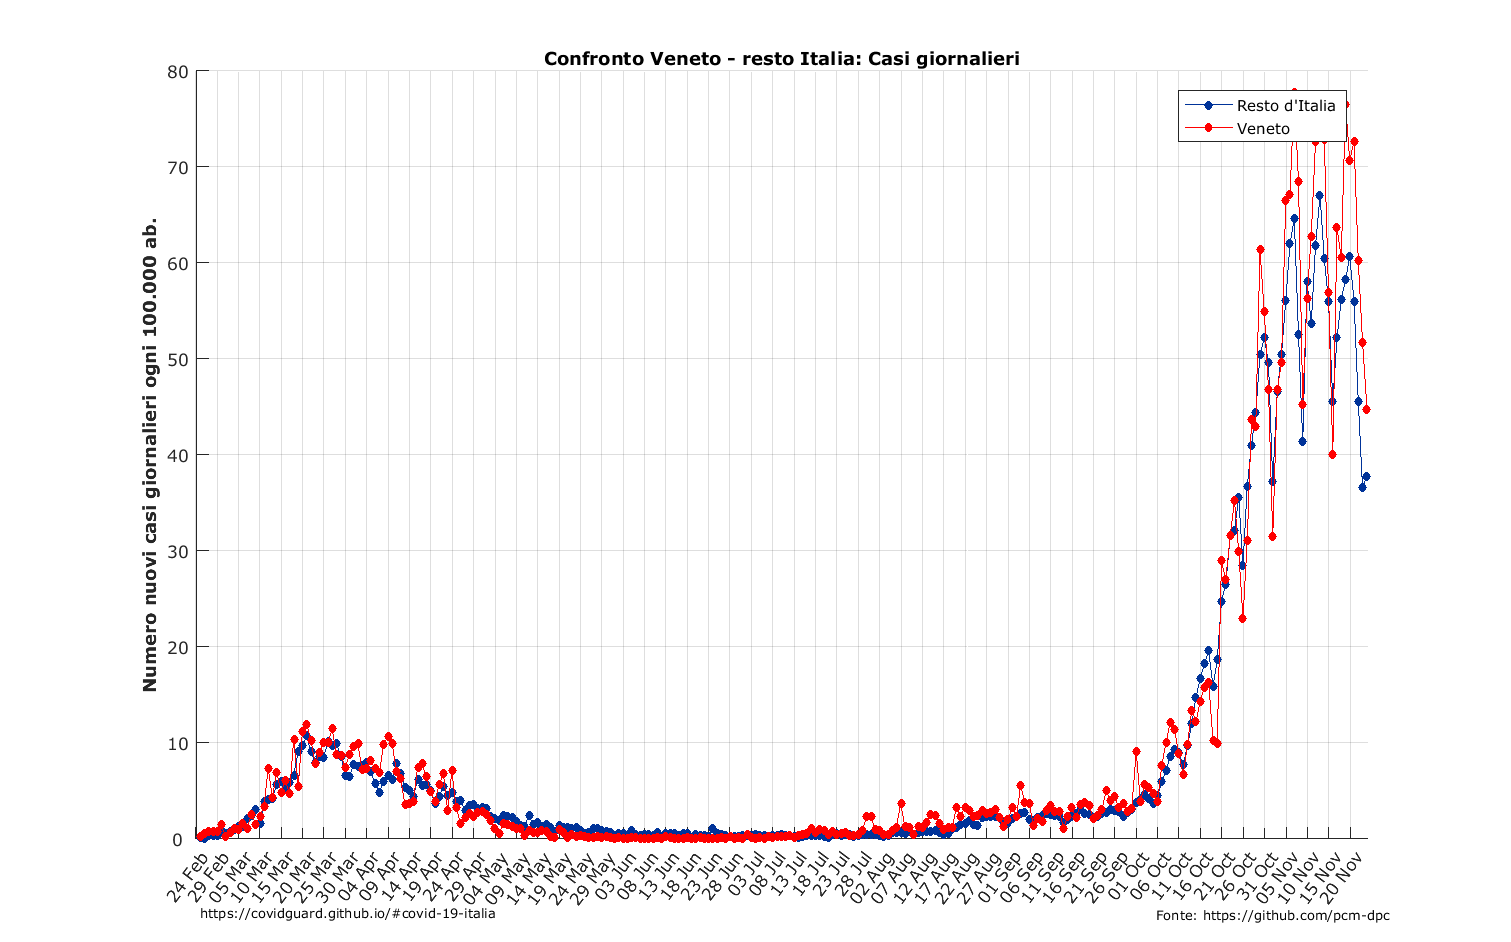 Confronto Veneto - resto Italia: Casi giornalieri
Resto d'Italia
Veneto
Numero nuovi casi giornalieri ogni 100.000 ab.
80
70
60
50
40
30
20
10
0
24 Feb
29 Feb
05 Mar
10 Mar
15 Mar
20 Mar
25 Mar
30 Mar
04 Apr
09 Apr
14 Apr
19 Apr
24 Apr
29 Apr
04 May
09 May
14 May
19 May
24 May
29 May
03 Jun
08 Jun
13 Jun
18 Jun
23 Jun
28 Jun
03 Jul
08 Jul
13 Jul
18 Jul
23 Jul
28 Jul
02 Aug
07 Aug
12 Aug
17 Aug
22 Aug
27 Aug
01 Sep
06 Sep
11 Sep
16 Sep
21 Sep
26 Sep
01 Oct
06 Oct
11 Oct
16 Oct
21 Oct
26 Oct
31 Oct
05 Nov
10 Nov
15 Nov
20 Nov
https://covidguard.github.io/#covid-19-italia
Fonte: https://github.com/pcm-dpc